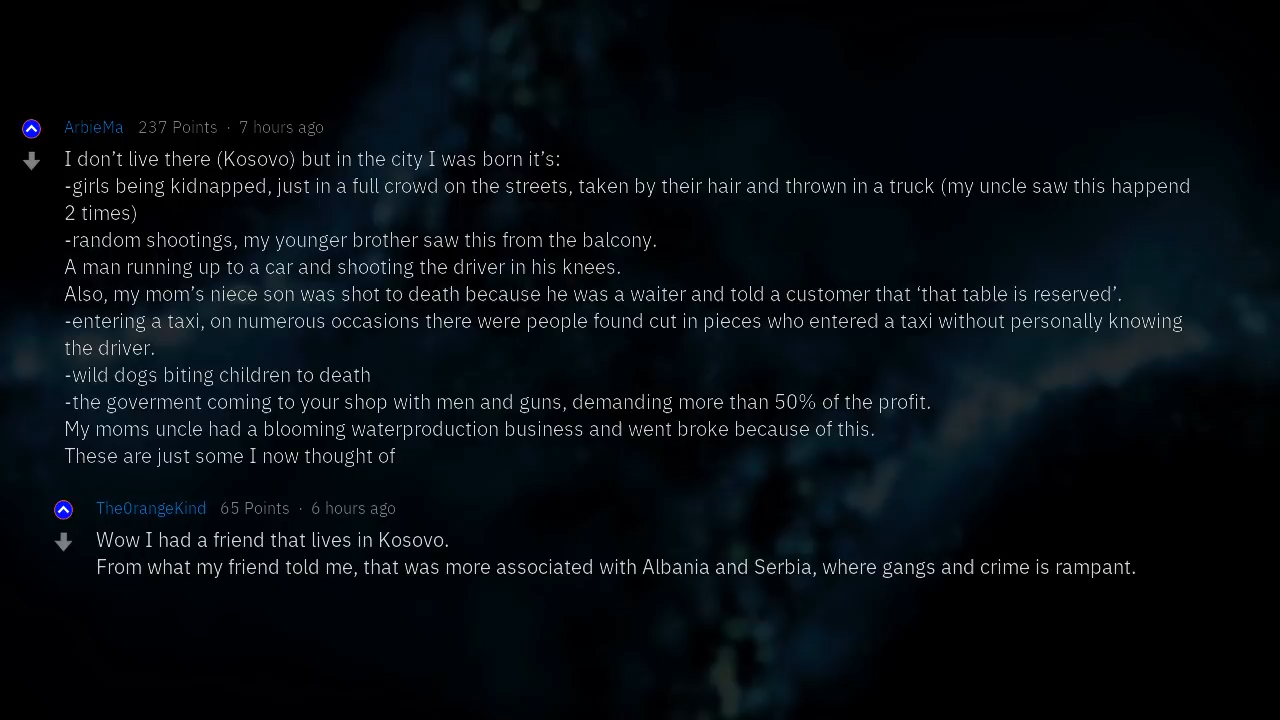 ArbieMa 237 Points · 7 hours ago
I don’t live there (Kosovo) but in the city I was born it’s:
-girls being kidnapped, just in a full crowd on the streets, taken by their hair and thrown in a truck (my uncle saw this happend
2 times)
-random shootings, my younger brother saw this from the balcony.
A man running up to a car and shooting the driver in his knees.
Also, my mom’s niece son was shot to death because he was a waiter and told a customer that ‘that table is reserved’.
-entering a taxi, on numerous occasions there were people found cut in pieces who entered a taxi without personally knowing
the driver.
-wild dogs biting children to death
-the goverment coming to your shop with men and guns, demanding more than 50% of the profit.
My moms uncle had a blooming waterproduction business and went broke because of this.
These are just some I now thought of
TheOrangeKind 65 Points · 6 hours ago
Wow I had a friend that lives in Kosovo.
From what my friend told me, that was more associated with Albania and Serbia, where gangs and crime is rampant.